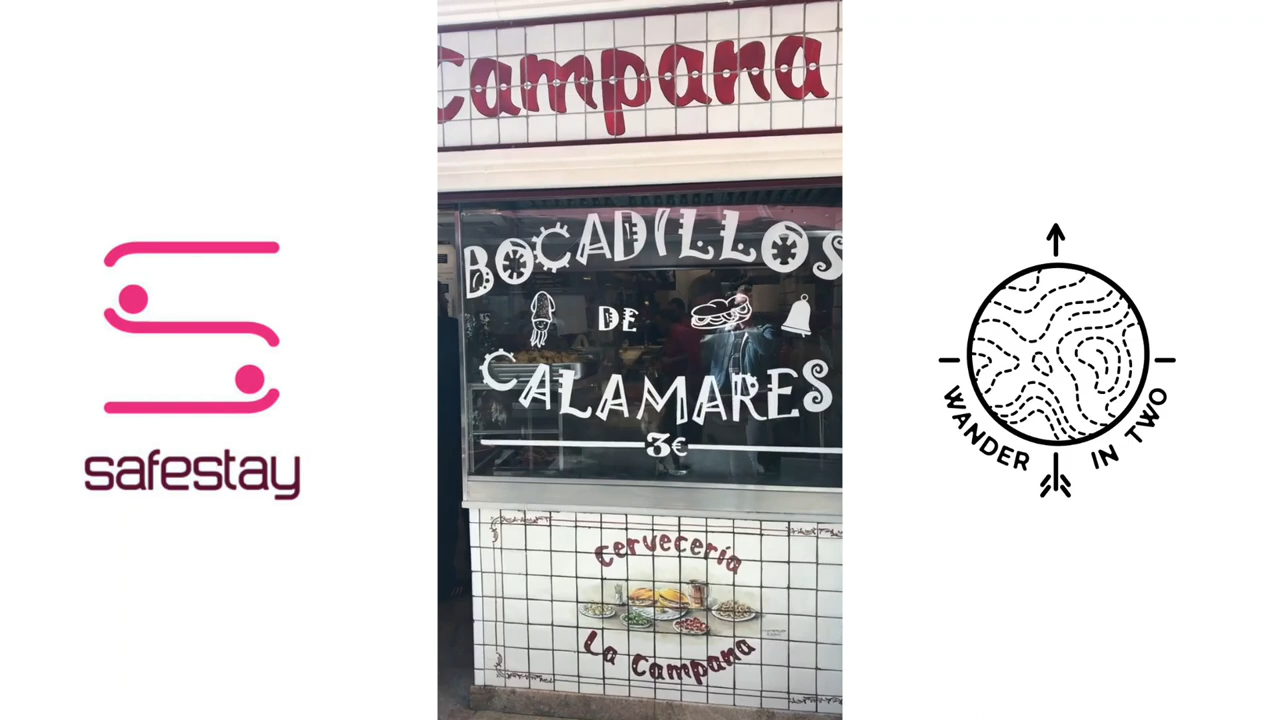 safestay
Campana
BOCADILLOS
DE
CALAMARES
3€
Cervecería
La Campana
WANDER IN TWO